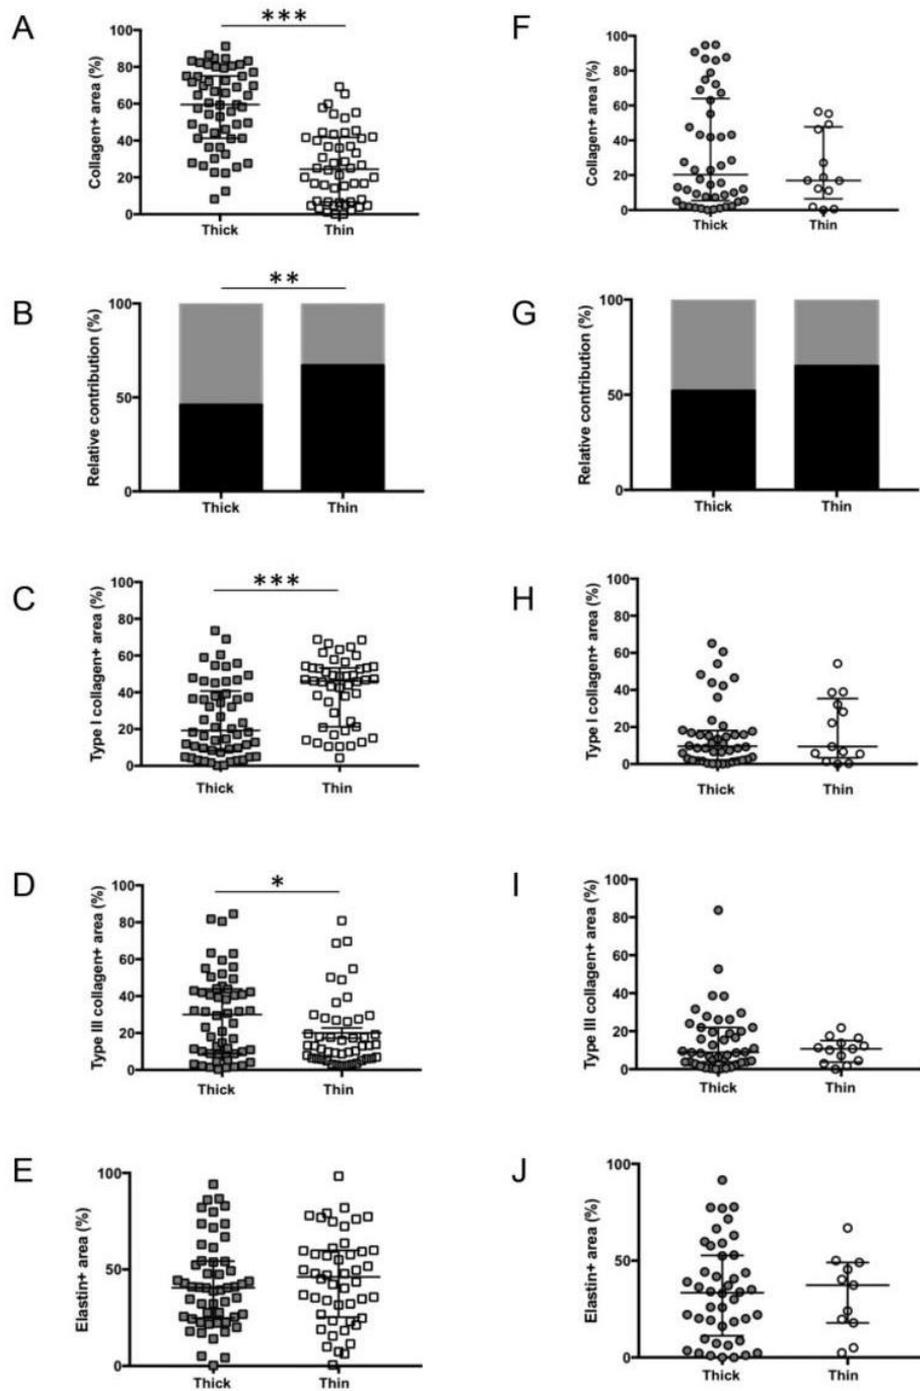 A
***
Collagen+ area (%)
100
80
60
40
20
0
Thick
Thin
B
**
Relative contribution (%)
100
50
0
Thick
Thin
C
***
Type I collagen+ area (%)
100
80
60
40
20
0
Thick
Thin
D
*
Type III collagen+ area (%)
100
80
60
40
20
0
Thick
Thin
E
Elastin+ area (%)
100
50
0
Thick
Thin
F
Collagen+ area (%)
100
80
60
40
20
0
Thick
Thin
G
Relative contribution (%)
100
50
0
Thick
Thin
H
Type I collagen+ area (%)
100
80
60
40
20
0
Thick
Thin
I
Type III collagen+ area (%)
100
80
60
40
20
0
Thick
Thin
J
Elastin+ area (%)
100
50
0
Thick
Thin